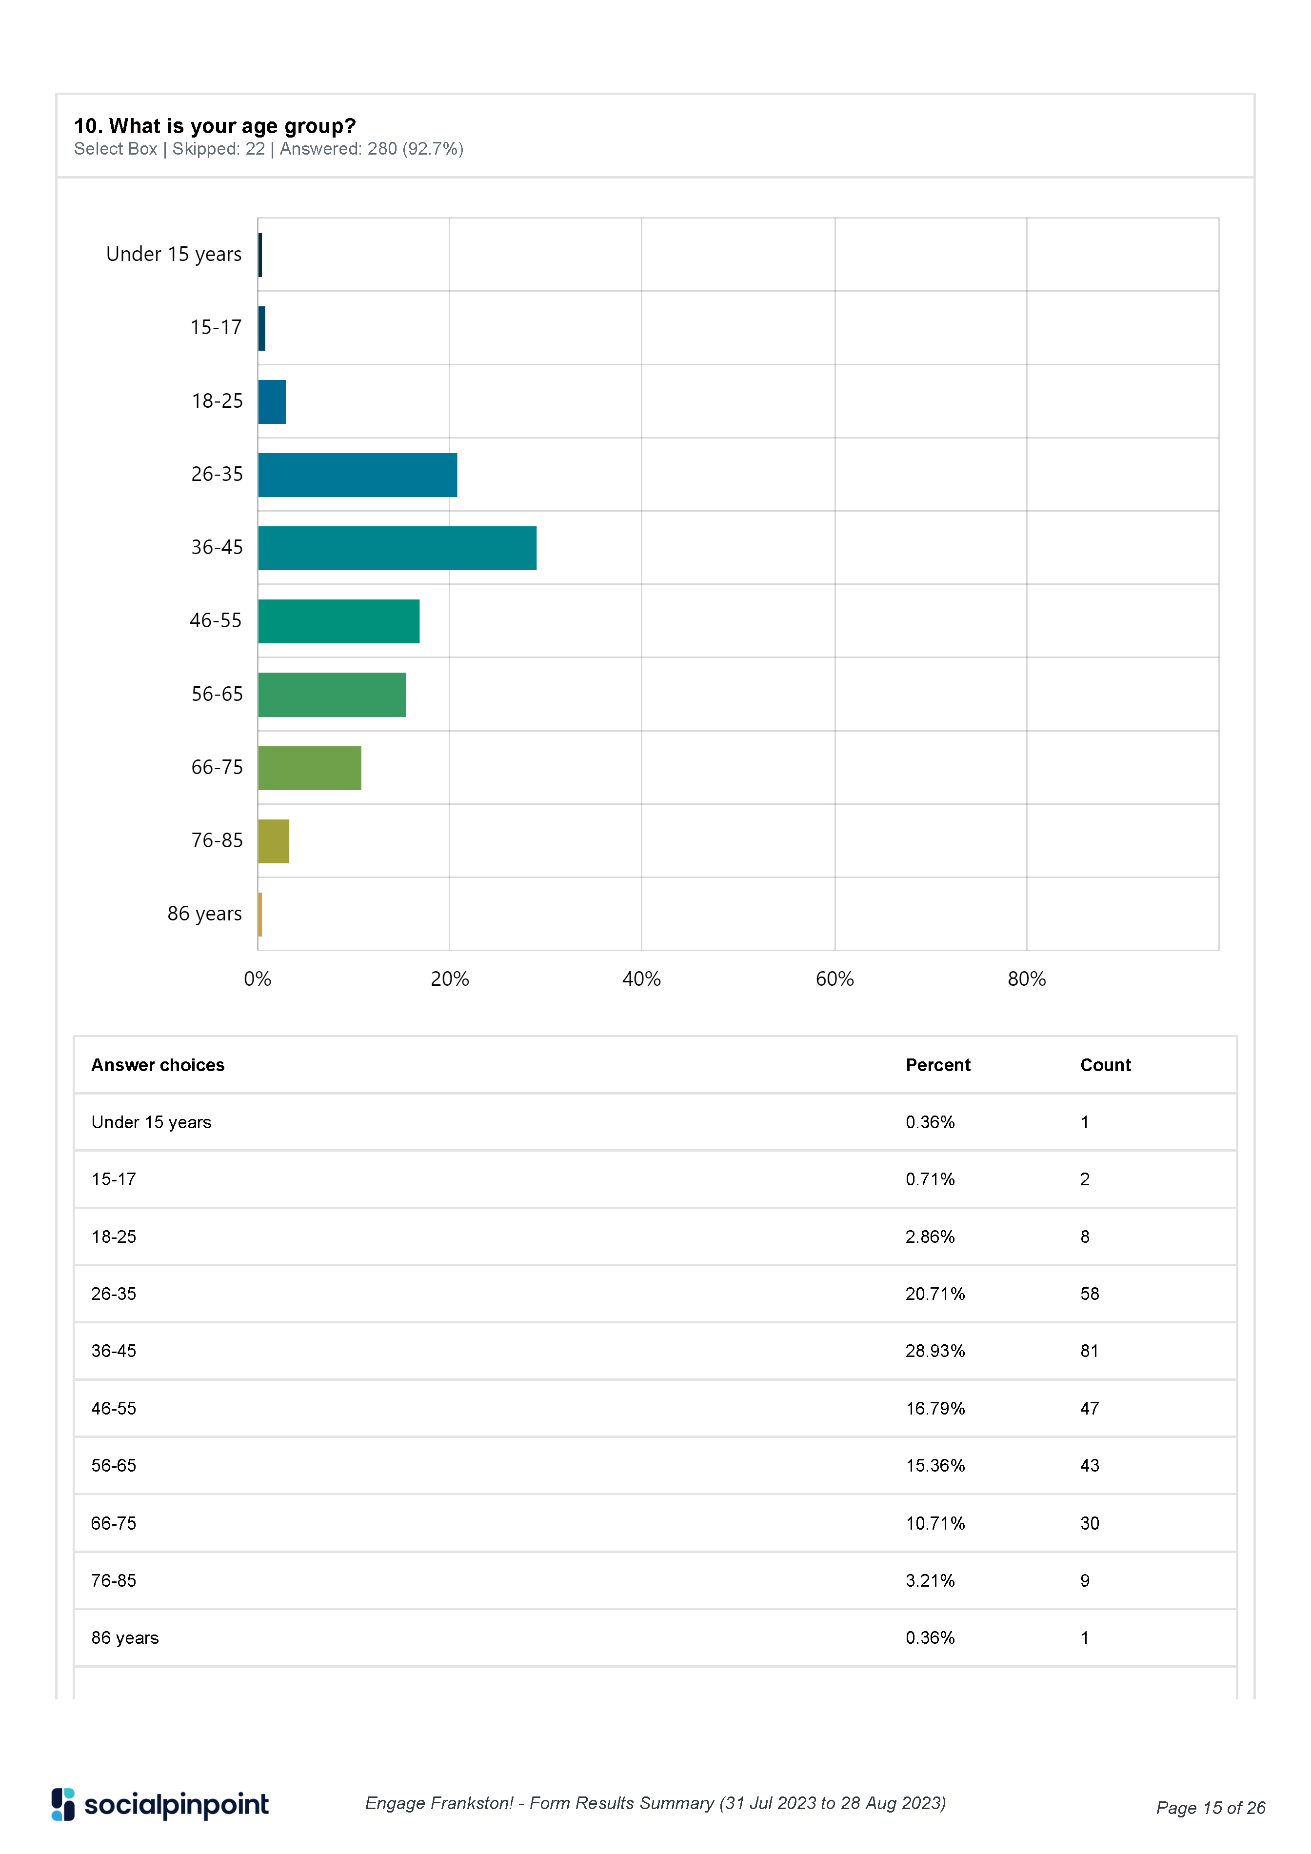 10. What is your age group?
Select Box | Skipped: 22 | Answered: 280 (92.7%)
Under 15 years
15-17
18-25
26-35
36-45
46-55
56-65
66-75
76-85
86 years
0% 20% 40% 60% 80%
Answer choices Percent Count
Under 15 years 0.36% 1
15-17 0.71% 2
18-25 2.86% 8
26-35 20.71% 58
36-45 28.93% 81
46-55 16.79% 47
56-65 15.36% 43
66-75 10.71% 30
76-85 3.21% 9
86 years 0.36% 1
socialpinpoint Engage Frankston! - Form Results Summary (31 Jul 2023 to 28 Aug 2023) Page 15 of 26